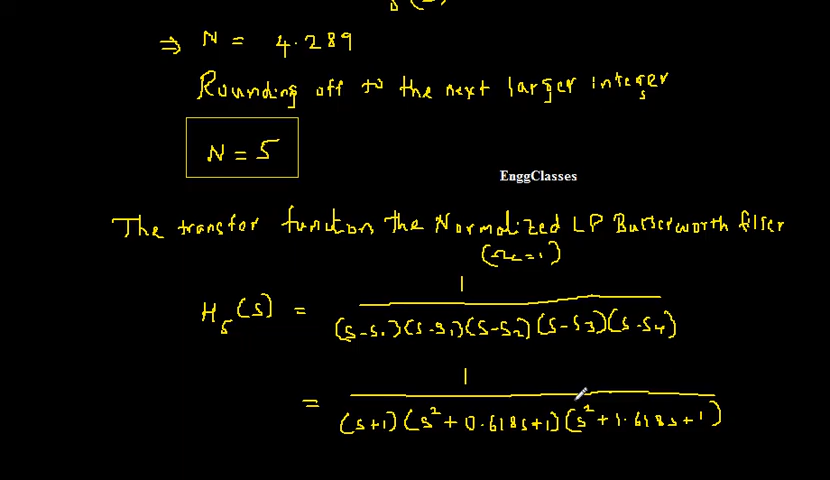 ⇒ N = 4.289
Rounding off to the next larger integer
N = 5
EnggClasses
The transfer function, the Normalized LP Butterworth filter
(Ωc=1)
H5(s) = 1 / (s-s0)(s-s1)(s-s2)(s-s3)(s-s4)
= 1 / (s+1)(s²+0.618s+1)(s²+1.618s+1)